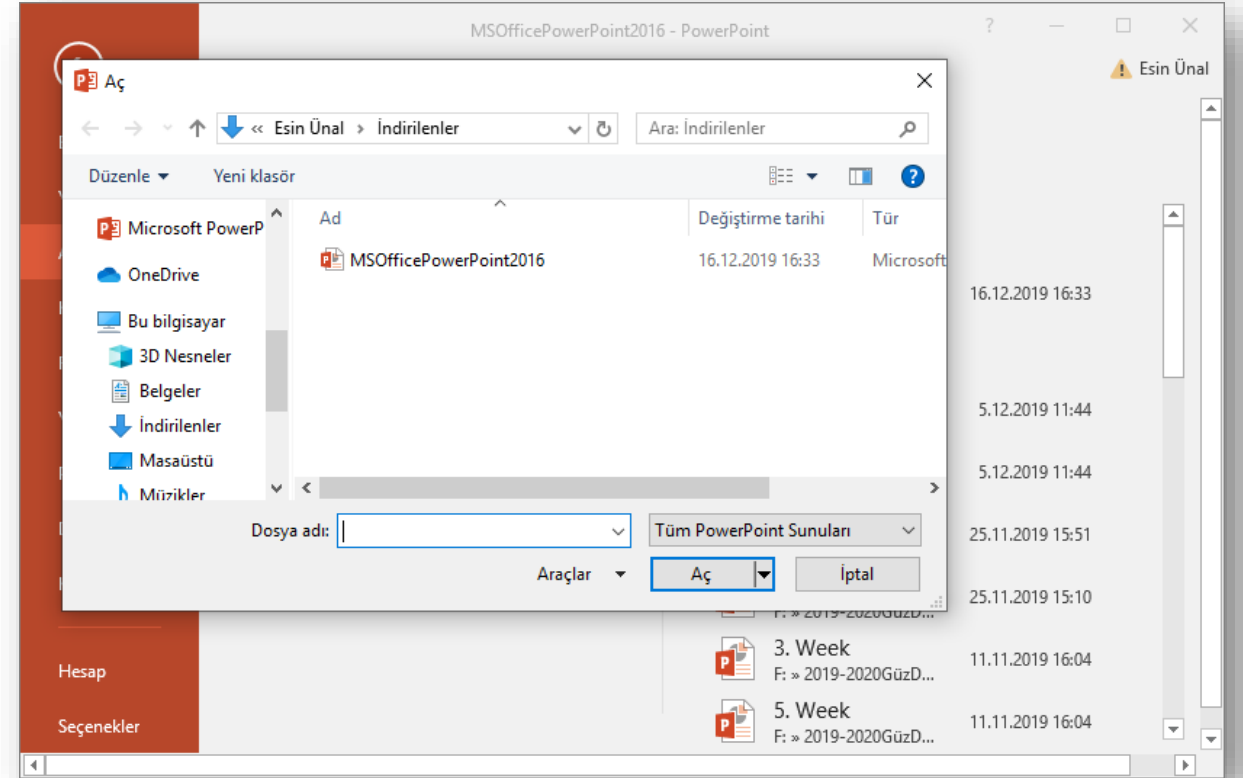 MSOfficePowerPoint2016 - PowerPoint
?
Esin Ünal
Aç
« Esin Ünal › İndirilenler
Ara: İndirilenler
Düzenle
Yeni klasör
?
Ad
Değiştirme tarihi
Tür
Microsoft PowerP
OneDrive
Bu bilgisayar
3D Nesneler
Belgeler
İndirilenler
Masaüstü
Müzikler
MSOfficePowerPoint2016
16.12.2019 16:33
Microsoft
Dosya adı:
Tüm PowerPoint Sunuları
Araçlar
Aç
İptal
16.12.2019 16:33
5.12.2019 11:44
5.12.2019 11:44
25.11.2019 15:51
25.11.2019 15:10
F: » 2019-2020GüzD...
3. Week
F: » 2019-2020GüzD...
11.11.2019 16:04
5. Week
F: » 2019-2020GüzD...
11.11.2019 16:04
Hesap
Seçenekler